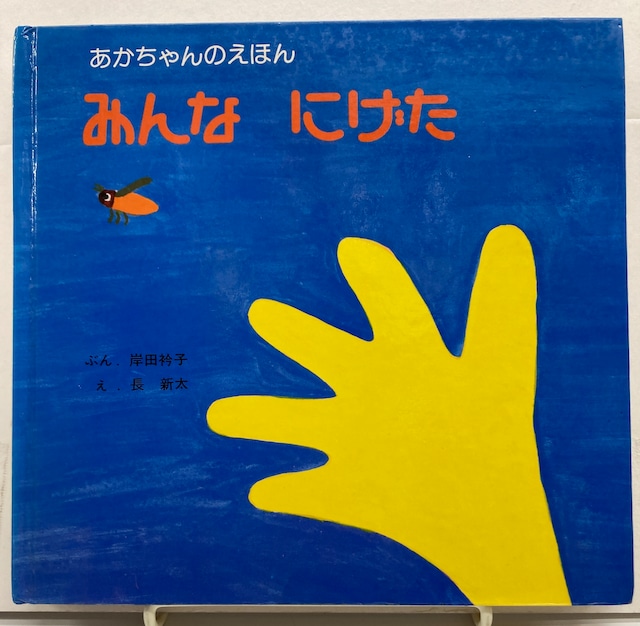 あかちゃんのえほん
みんな にげた
ぶん．岸田衿子
え．長 新太